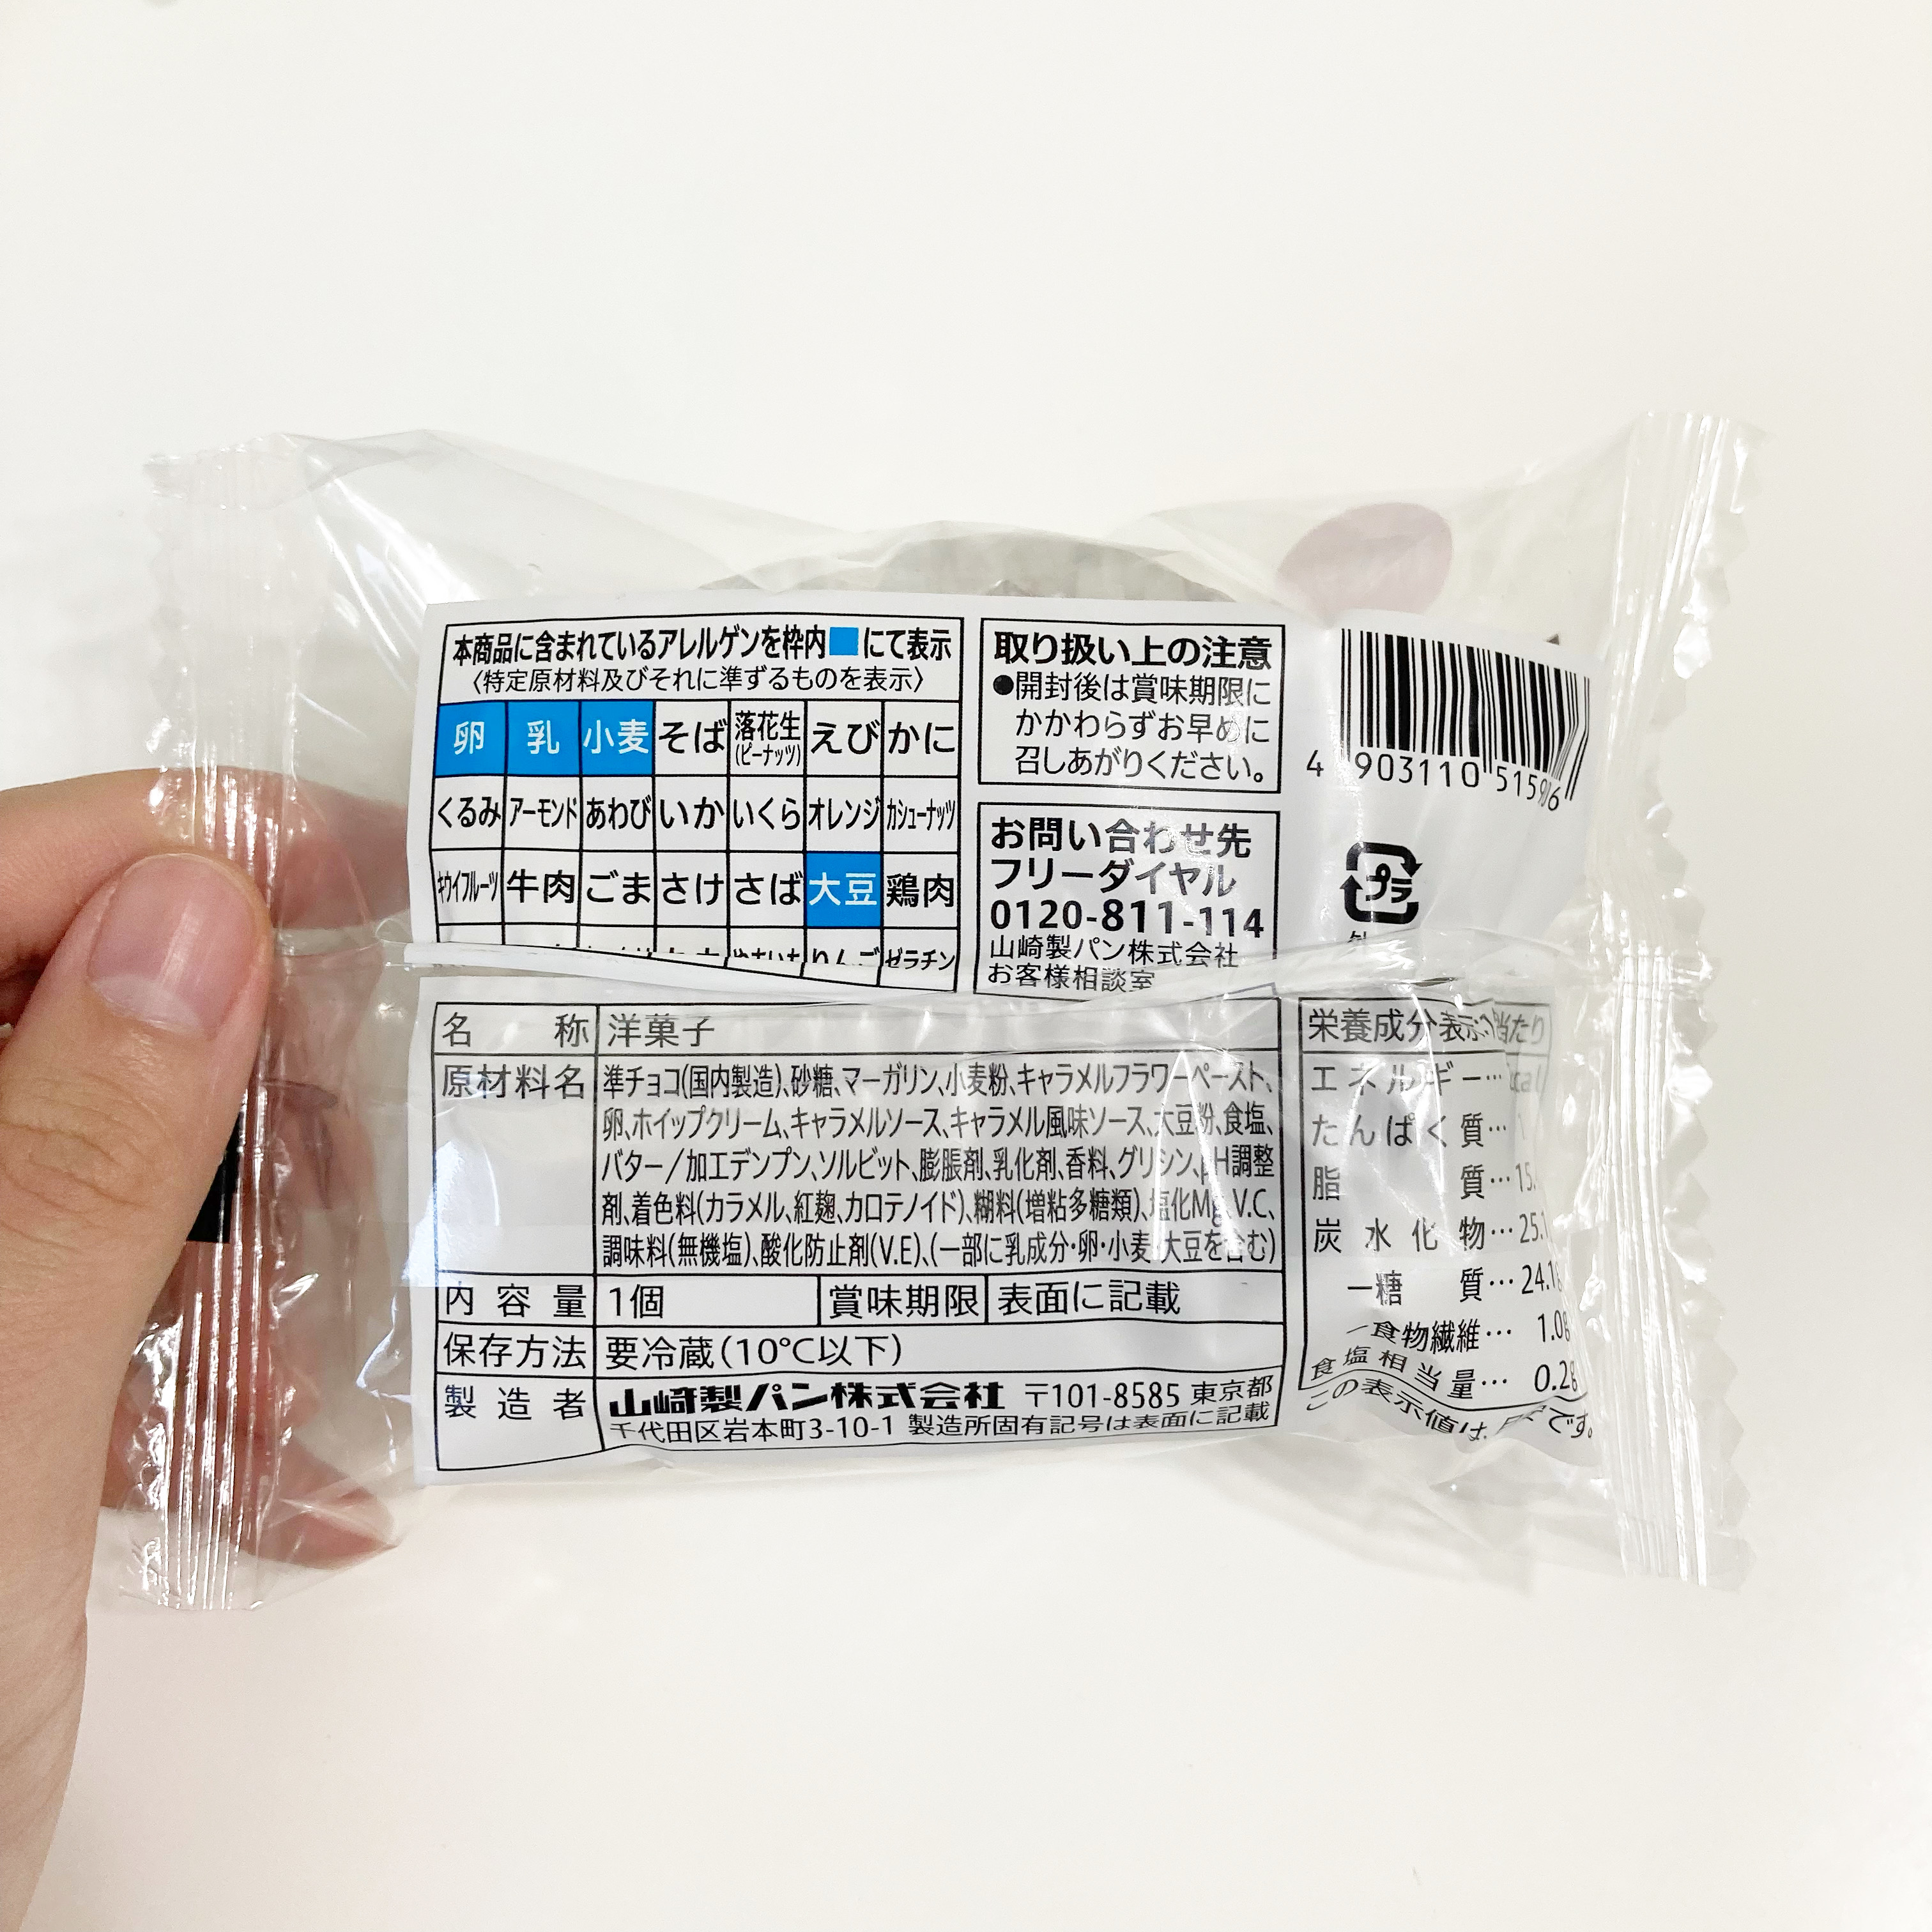 本商品に含まれているアレルゲンを枠内■にて表示
〈特定原材料及びそれに準ずるものを表示〉
卵 乳 小麦 そば 落花生(ピーナッツ) えび かに
くるみ アーモンド あわび いか いくら オレンジ カシューナッツ
キウイフルーツ 牛肉 ごま さけ さば 大豆 鶏肉
りんご ゼラチン
取り扱い上の注意
●開封後は賞味期限に
かかわらずお早めに
召しあがりください。
お問い合わせ先
フリーダイヤル
0120-811-114
山崎製パン株式会社
お客様相談室
4 903110 515906
プラ
名称 洋菓子
原材料名 準チョコ(国内製造)、砂糖、マーガリン、小麦粉、キャラメルフラワーペースト、
卵、ホイップクリーム、キャラメルソース、キャラメル風味ソース、大豆粉、食塩、
バター/加工デンプン、ソルビット、膨脹剤、乳化剤、香料、グリシン、pH調整
剤、着色料(カラメル、紅麹、カロテノイド)、糊料(増粘多糖類)、塩化Mg、V.C、
調味料(無機塩)、酸化防止剤(V.E)、(一部に乳成分・卵・小麦・大豆を含む)
内容量 1個 賞味期限 表面に記載
保存方法 要冷蔵(10℃以下)
製造者 山崎製パン株式会社 〒101-8585 東京都
千代田区岩本町3-10-1 製造所固有記号は表面に記載
栄養成分表示 当たり
エネルギー…
たんぱく質…
脂質…15.
炭水化物…25.
―糖質…24.1g
―食物繊維…1.0g
食塩相当量…0.2g
この表示値は、 です。